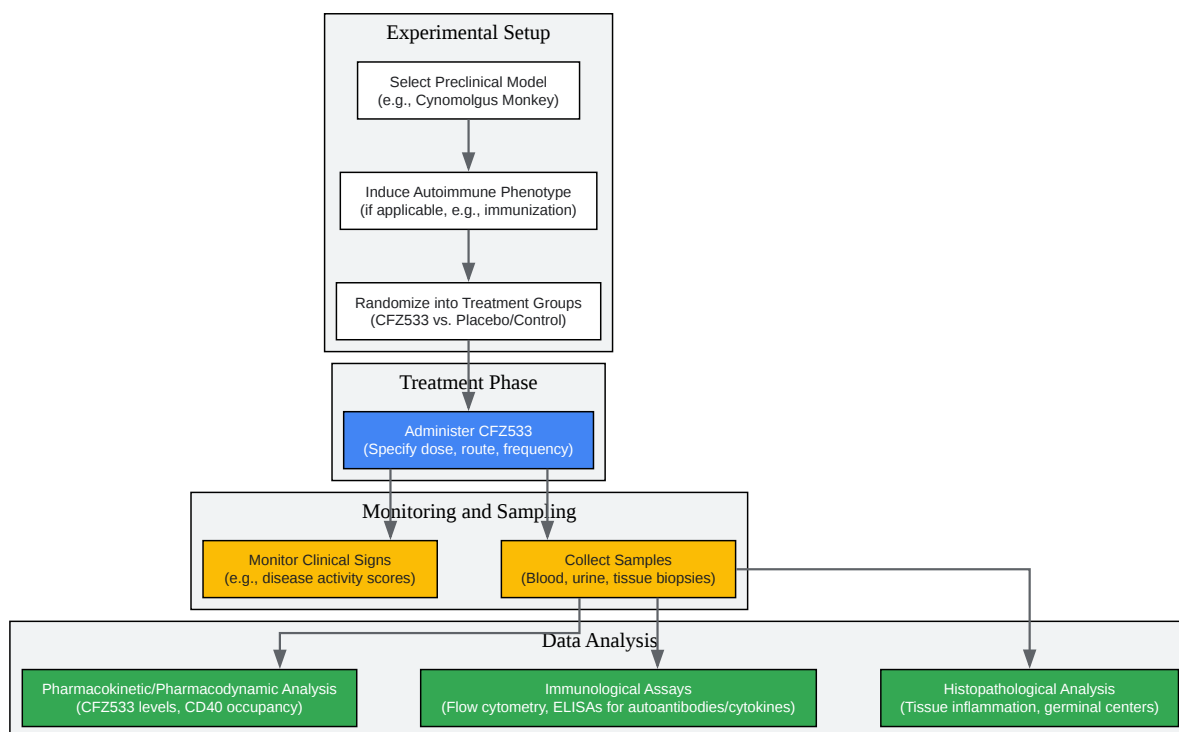 Experimental Setup
Select Preclinical Model
(e.g., Cynomolgus Monkey)
Induce Autoimmune Phenotype
(if applicable, e.g., immunization)
Randomize into Treatment Groups
(CFZ533 vs. Placebo/Control)
Treatment Phase
Administer CFZ533
(Specify dose, route, frequency)
Monitoring and Sampling
Monitor Clinical Signs
(e.g., disease activity scores)
Collect Samples
(Blood, urine, tissue biopsies)
Data Analysis
Pharmacokinetic/Pharmacodynamic Analysis
(CFZ533 levels, CD40 occupancy)
Immunological Assays
(Flow cytometry, ELISAs for autoantibodies/cytokines)
Histopathological Analysis
(Tissue inflammation, germinal centers)